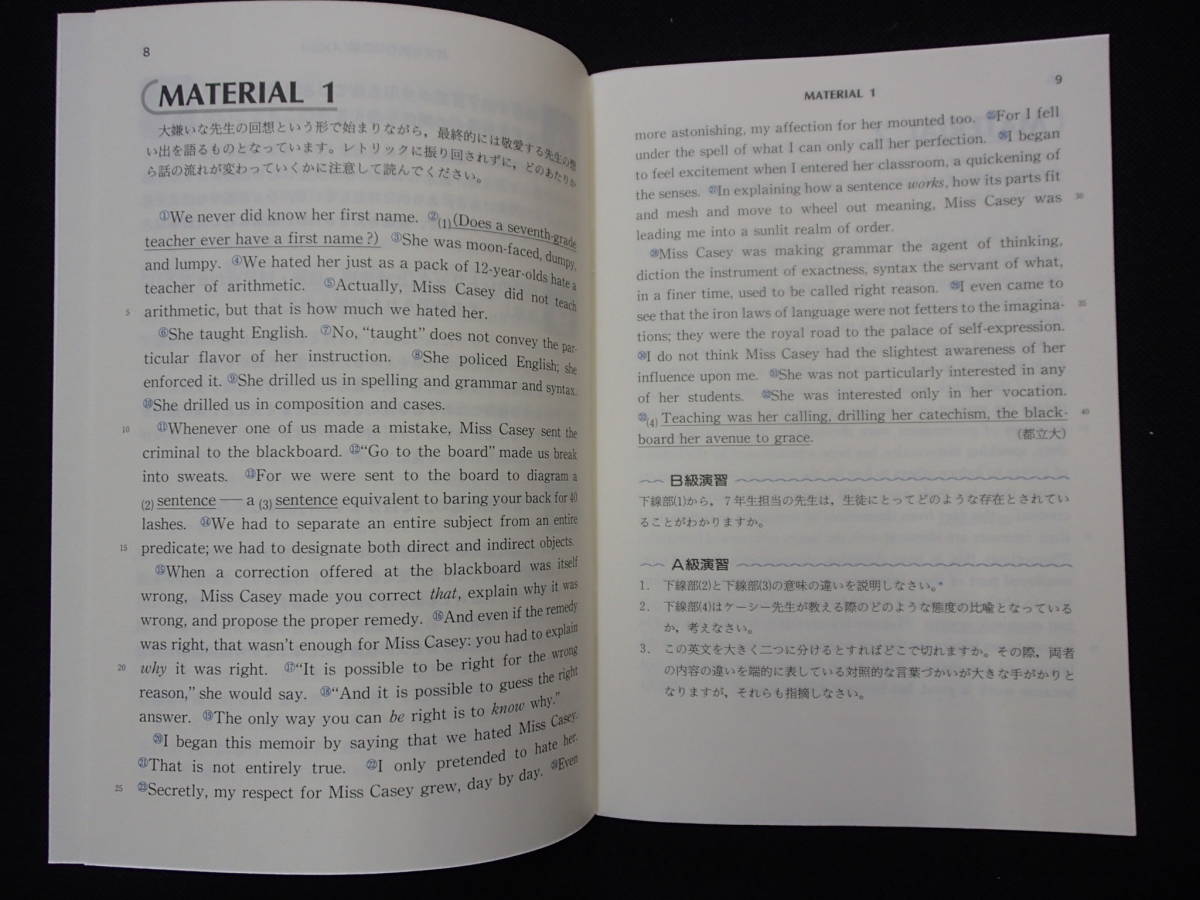 8
MATERIAL 1
大嫌いな先生の回想という形で始まりながら，最終的には敬愛する先生の想
い出を語るものとなっています。レトリックに振り回されずに，どのあたりか
ら話の流れが変わっていくかに注意して読んでください。
①We never did know her first name. ②(1)(Does a seventh-grade
teacher ever have a first name?) ③She was moon-faced, dumpy,
and lumpy. ④We hated her just as a pack of 12-year-olds hate a
teacher of arithmetic. ⑤Actually, Miss Casey did not teach
5 arithmetic, but that is how much we hated her.
⑥She taught English. ⑦No, “taught” does not convey the par-
ticular flavor of her instruction. ⑧She policed English; she
enforced it. ⑨She drilled us in spelling and grammar and syntax.
⑩She drilled us in composition and cases.
10 ⑪Whenever one of us made a mistake, Miss Casey sent the
criminal to the blackboard. ⑫“Go to the board” made us break
into sweats. ⑬For we were sent to the board to diagram a
(2) sentence — a (3) sentence equivalent to baring your back for 40
lashes. ⑭We had to separate an entire subject from an entire
15 predicate; we had to designate both direct and indirect objects.
⑮When a correction offered at the blackboard was itself
wrong, Miss Casey made you correct that, explain why it was
wrong, and propose the proper remedy. ⑯And even if the remedy
was right, that wasn’t enough for Miss Casey: you had to explain
20 why it was right. ⑰“It is possible to be right for the wrong
reason,” she would say. ⑱“And it is possible to guess the right
answer. ⑲The only way you can be right is to know why.”
⑳I began this memoir by saying that we hated Miss Casey.
㉑That is not entirely true. ㉒I only pretended to hate her.
25 ㉓Secretly, my respect for Miss Casey grew, day by day. ㉔Even
MATERIAL 1
9
more astonishing, my affection for her mounted too. ㉕For I fell
under the spell of what I can only call her perfection. ㉖I began
to feel excitement when I entered her classroom, a quickening of
the senses. ㉗In explaining how a sentence works, how its parts fit
and mesh and move to wheel out meaning, Miss Casey was 30
leading me into a sunlit realm of order.
㉘Miss Casey was making grammar the agent of thinking,
diction the instrument of exactness, syntax the servant of what,
in a finer time, used to be called right reason. ㉙I even came to
see that the iron laws of language were not fetters to the imagina- 35
tions; they were the royal road to the palace of self-expression.
㉚I do not think Miss Casey had the slightest awareness of her
influence upon me. ㉛She was not particularly interested in any
of her students. ㉜She was interested only in her vocation.
㉝(4) Teaching was her calling, drilling her catechism, the black- 40
board her avenue to grace. （都立大）
B級演習
下線部(1)から，７年生担当の先生は，生徒にとってどのような存在とされてい
ることがわかりますか。
A級演習
1. 下線部(2)と下線部(3)の意味の違いを説明しなさい。*
2. 下線部(4)はケーシー先生が教える際のどのような態度の比喩となっている
か，考えなさい。
3. この英文を大きく二つに分けるとすればどこで切れますか。その際，両者
の内容の違いを端的に表している対照的な言葉づかいが大きな手がかりと
なりますが，それらも指摘しなさい。